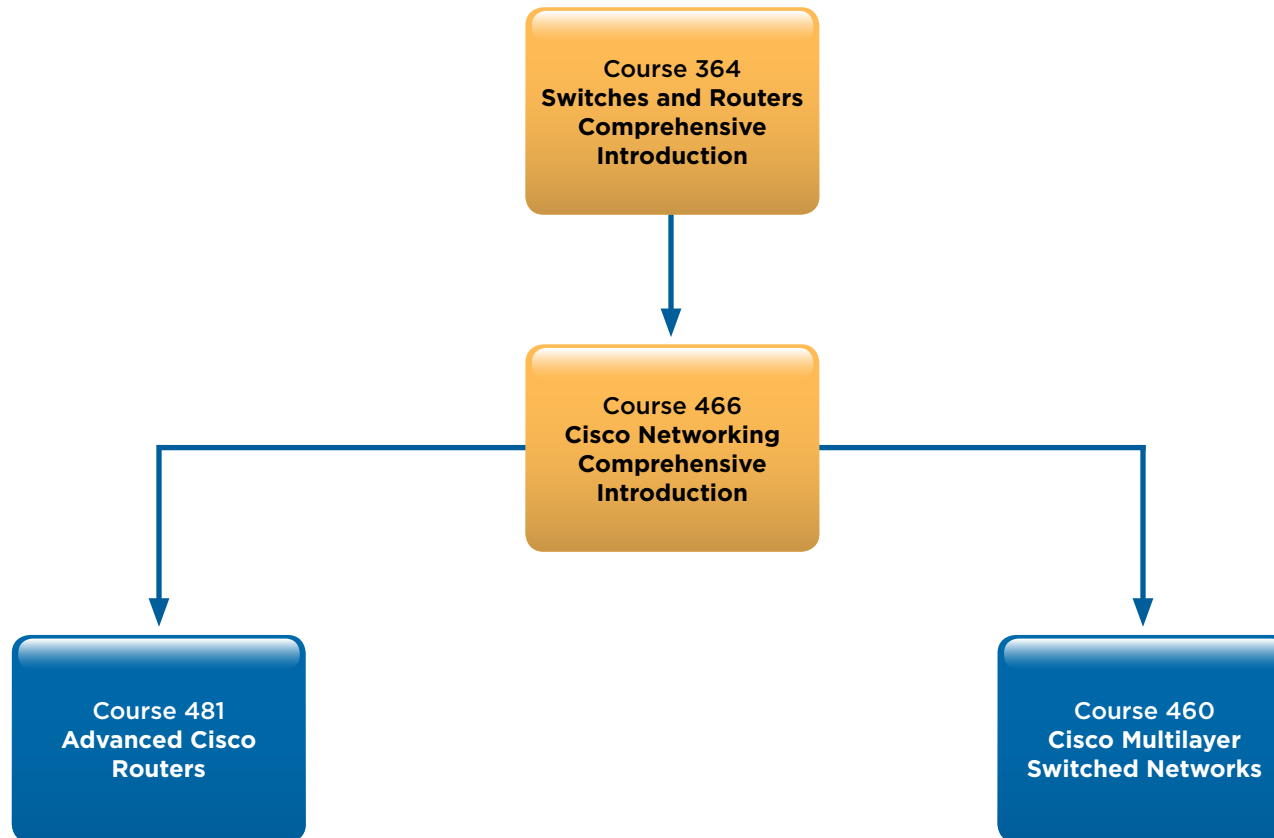 Course 364
Switches and Routers
Comprehensive
Introduction
Course 466
Cisco Networking
Comprehensive
Introduction
Course 481
Advanced Cisco
Routers
Course 460
Cisco Multilayer
Switched Networks